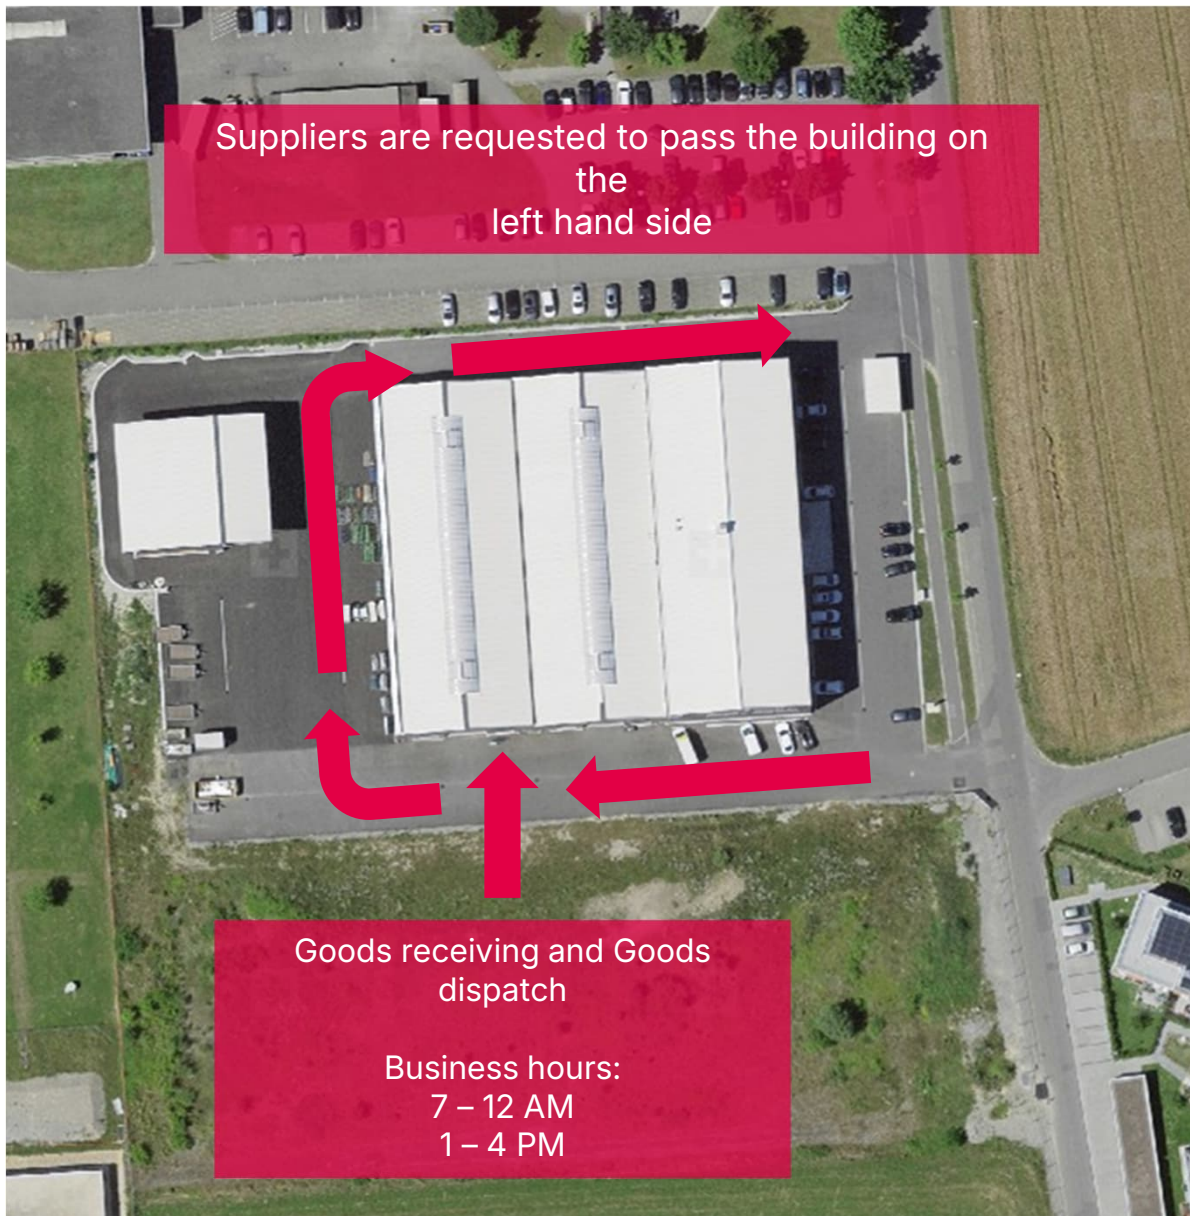 Suppliers are requested to pass the building on
the
left hand side
Goods receiving and Goods
dispatch
Business hours:
7 – 12 AM
1 – 4 PM